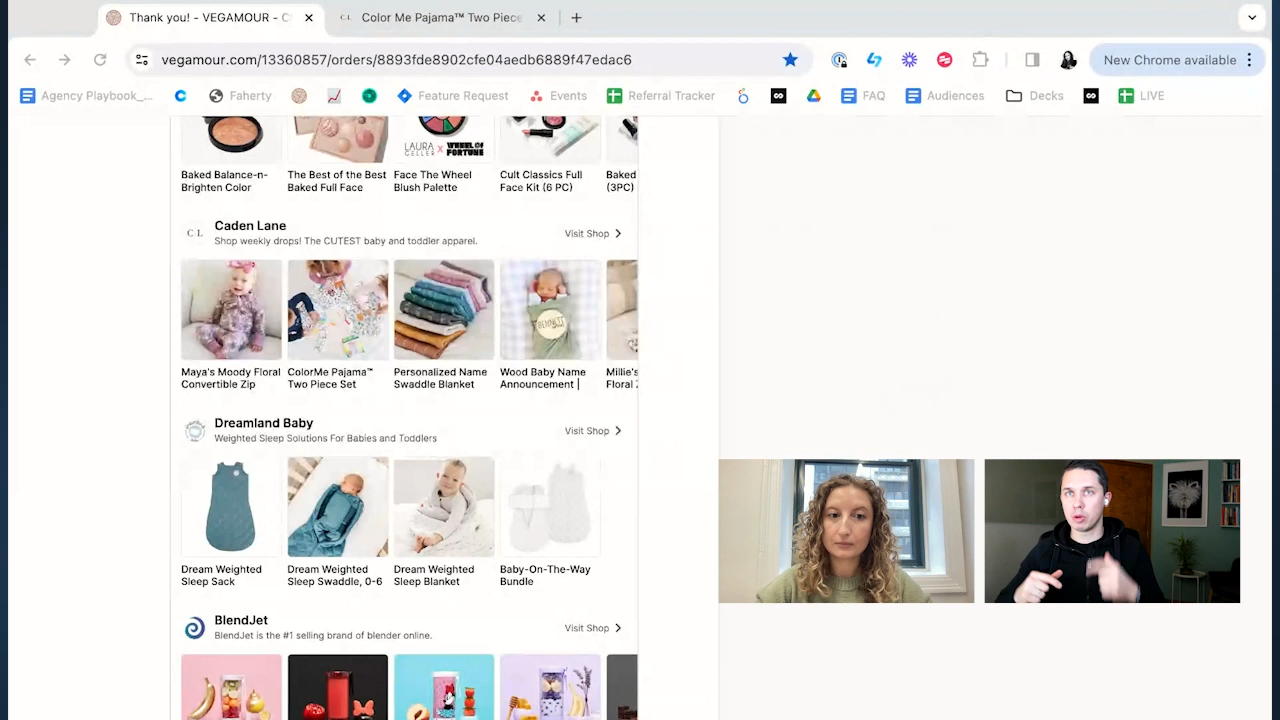 Thank you! - VEGAMOUR - C
C L
Color Me Pajama™ Two Piece
vegamour.com/13360857/orders/8893fde8902cfe04aedb6889f47edac6
New Chrome available
Agency Playbook_...
Faherty
Feature Request
Events
Referral Tracker
FAQ
Audiences
Decks
LIVE
LAURA GELLER X WHEEL OF FORTUNE
Baked Balance-n-
Brighten Color
The Best of the Best
Baked Full Face
Face The Wheel
Blush Palette
Cult Classics Full
Face Kit (6 PC)
Baked
(3PC)
C L
Caden Lane
Shop weekly drops! The CUTEST baby and toddler apparel.
Visit Shop
BENNETT
Maya's Moody Floral
Convertible Zip
ColorMe Pajama™
Two Piece Set
Personalized Name
Swaddle Blanket
Wood Baby Name
Announcement |
Millie's
Floral Z
Dreamland Baby
Weighted Sleep Solutions For Babies and Toddlers
Visit Shop
Dream Weighted
Sleep Sack
Dream Weighted
Sleep Swaddle, 0-6
Dream Weighted
Sleep Blanket
Baby-On-The-Way
Bundle
BlendJet
BlendJet is the #1 selling brand of blender online.
Visit Shop